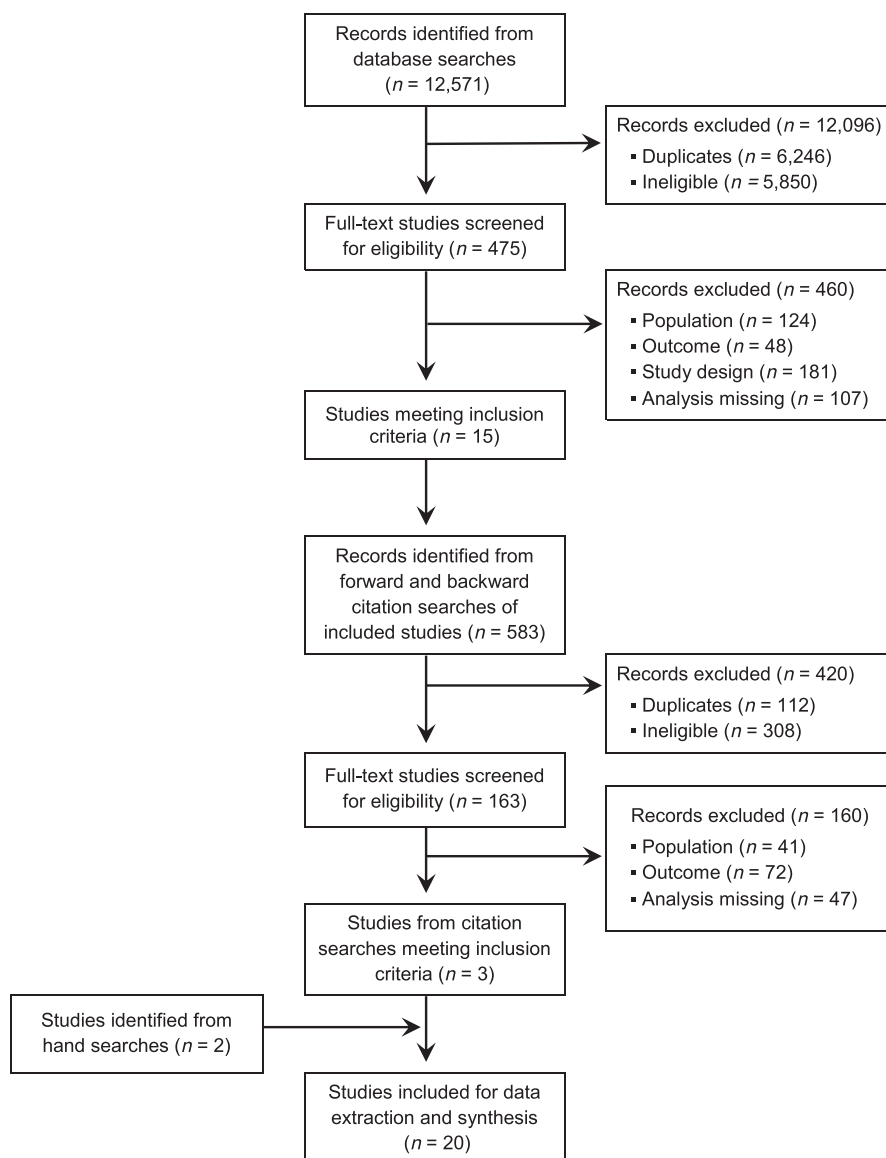 Records identified from
database searches
(n = 12,571)
Records excluded (n = 12,096)
▪ Duplicates (n = 6,246)
▪ Ineligible (n = 5,850)
Full-text studies screened
for eligibility (n = 475)
Records excluded (n = 460)
▪ Population (n = 124)
▪ Outcome (n = 48)
▪ Study design (n = 181)
▪ Analysis missing (n = 107)
Studies meeting inclusion
criteria (n = 15)
Records identified from
forward and backward
citation searches of
included studies (n = 583)
Records excluded (n = 420)
▪ Duplicates (n = 112)
▪ Ineligible (n = 308)
Full-text studies screened
for eligibility (n = 163)
Records excluded (n = 160)
▪ Population (n = 41)
▪ Outcome (n = 72)
▪ Analysis missing (n = 47)
Studies from citation
searches meeting inclusion
criteria (n = 3)
Studies identified from
hand searches (n = 2)
Studies included for data
extraction and synthesis
(n = 20)